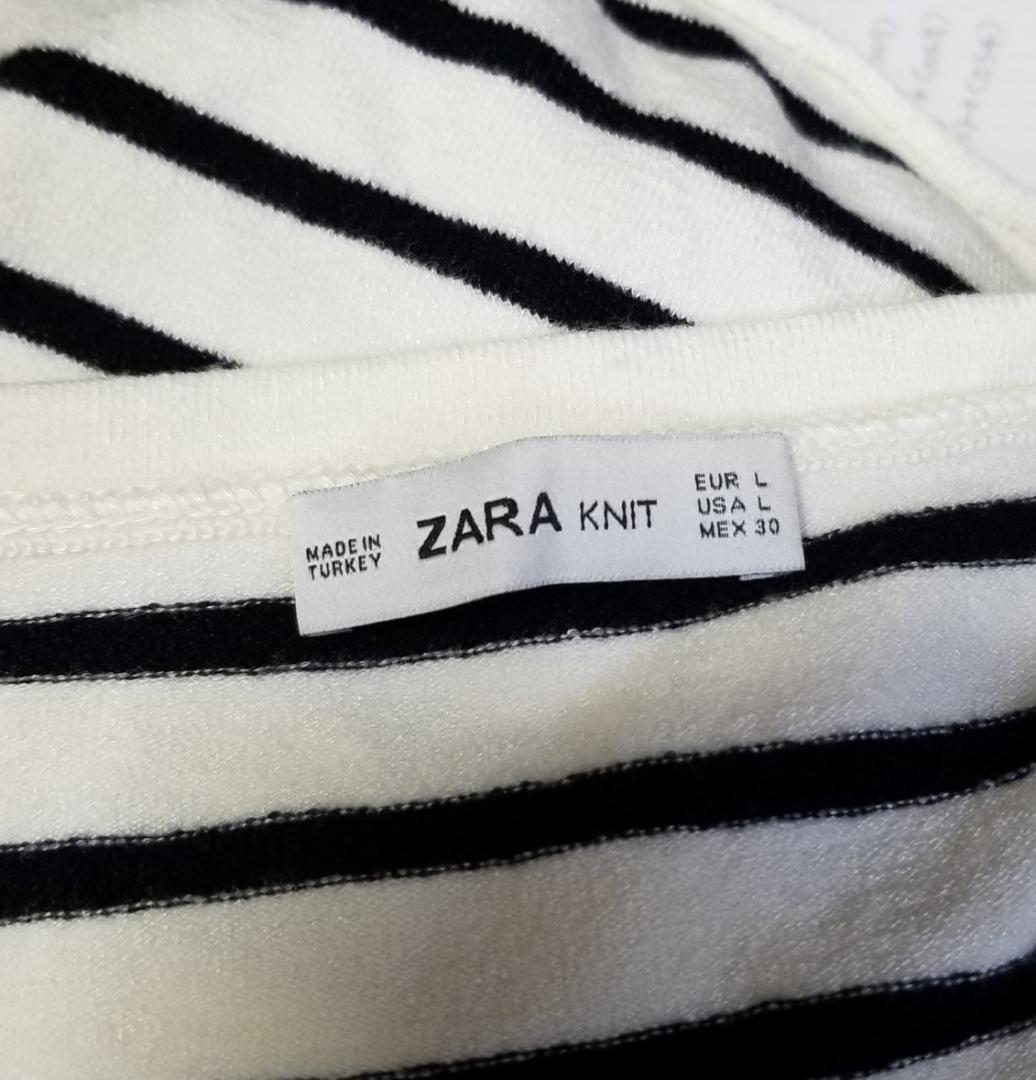 MADE IN
TURKEY
ZARA KNIT
EUR L
USA L
MEX 30